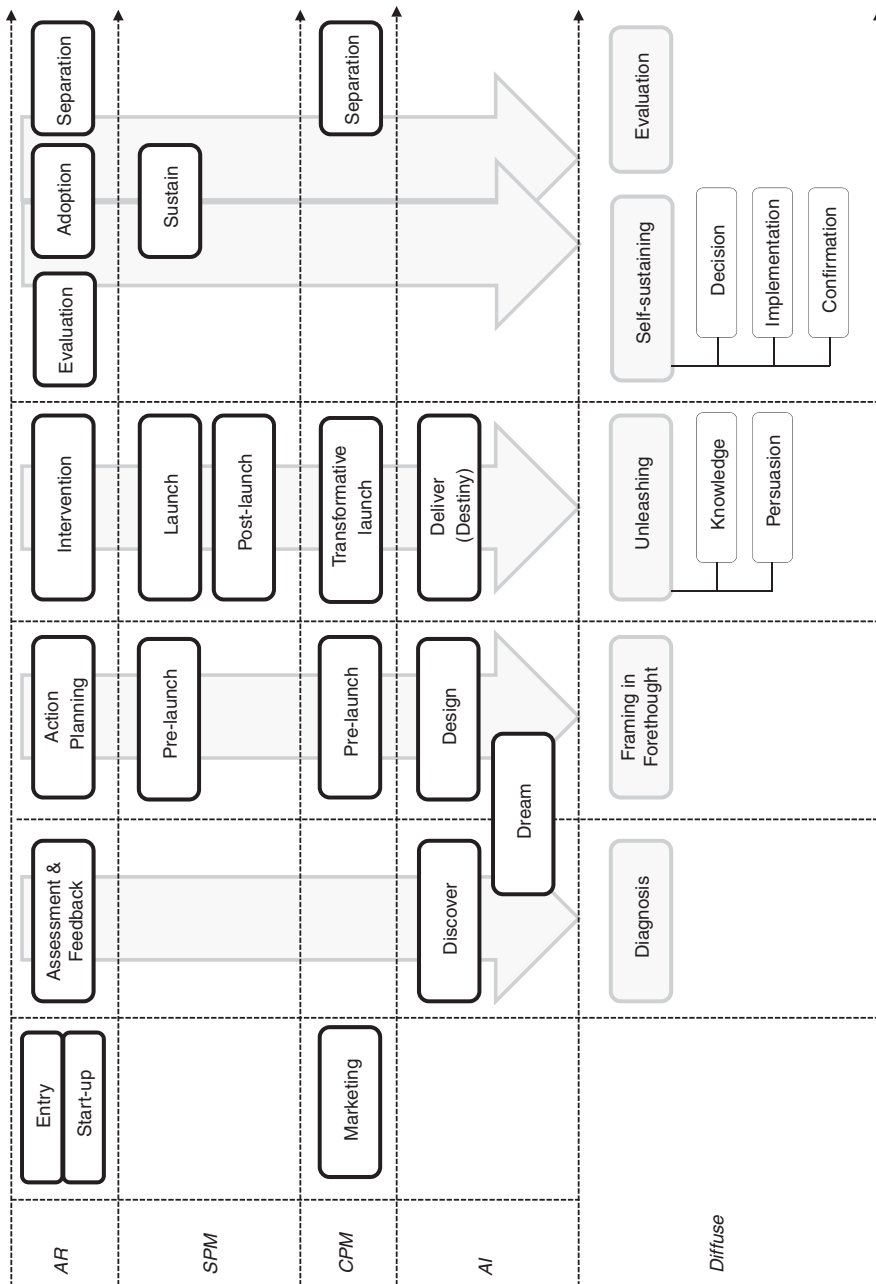 AR
Entry
Start-up
Assessment &
Feedback
Action
Planning
Intervention
Evaluation
Adoption
Separation
SPM
Pre-launch
Launch
Post-launch
Sustain
CPM
Marketing
Pre-launch
Transformative
launch
Separation
AI
Discover
Dream
Design
Deliver
(Destiny)
Diffuse
Diagnosis
Framing in
Forethought
Unleashing
Knowledge
Persuasion
Self-sustaining
Decision
Implementation
Confirmation
Evaluation